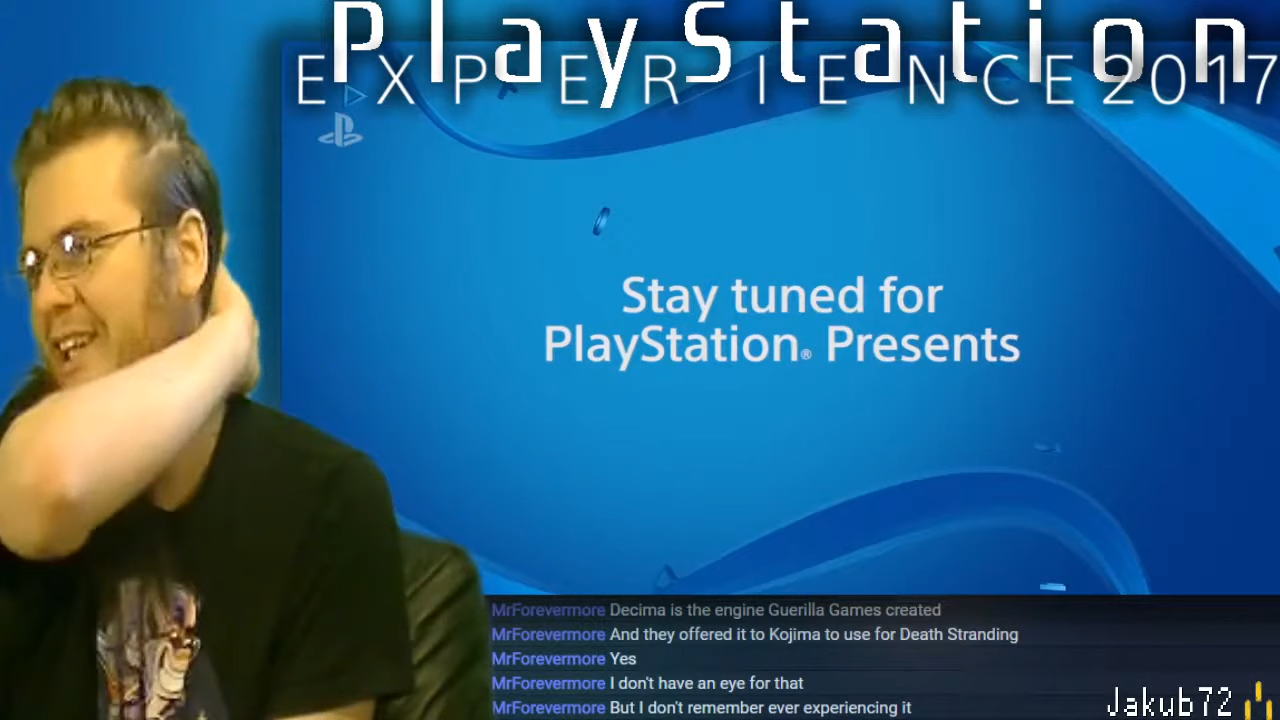 PlayStation
EXPERIENCE 2017
Stay tuned for
PlayStation® Presents
MrForevermore Decima is the engine Guerilla Games created
MrForevermore And they offered it to Kojima to use for Death Stranding
MrForevermore Yes
MrForevermore I don't have an eye for that
MrForevermore But I don't remember ever experiencing it
Jakub72